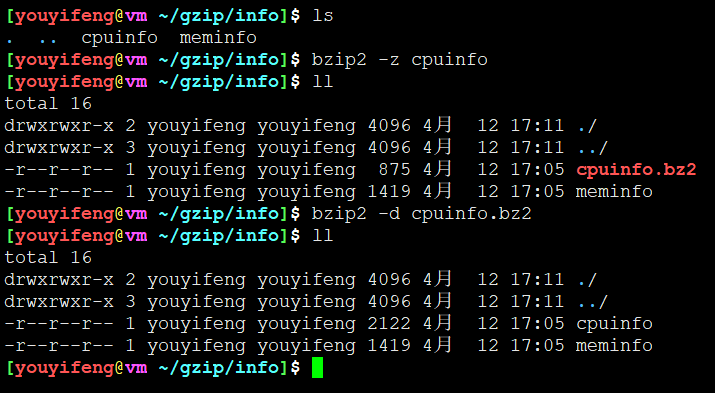 [youyifeng@vm ~/gzip/info]$ ls
.  ..  cpuinfo  meminfo
[youyifeng@vm ~/gzip/info]$ bzip2 -z cpuinfo
[youyifeng@vm ~/gzip/info]$ ll
total 16
drwxrwxr-x 2 youyifeng youyifeng 4096 4月  12 17:11 ./
drwxrwxr-x 3 youyifeng youyifeng 4096 4月  12 17:04 ../
-r--r--r-- 1 youyifeng youyifeng  875 4月  12 17:05 cpuinfo.bz2
-r--r--r-- 1 youyifeng youyifeng 1419 4月  12 17:05 meminfo
[youyifeng@vm ~/gzip/info]$ bzip2 -d cpuinfo.bz2
[youyifeng@vm ~/gzip/info]$ ll
total 16
drwxrwxr-x 2 youyifeng youyifeng 4096 4月  12 17:11 ./
drwxrwxr-x 3 youyifeng youyifeng 4096 4月  12 17:04 ../
-r--r--r-- 1 youyifeng youyifeng 2122 4月  12 17:05 cpuinfo
-r--r--r-- 1 youyifeng youyifeng 1419 4月  12 17:05 meminfo
[youyifeng@vm ~/gzip/info]$